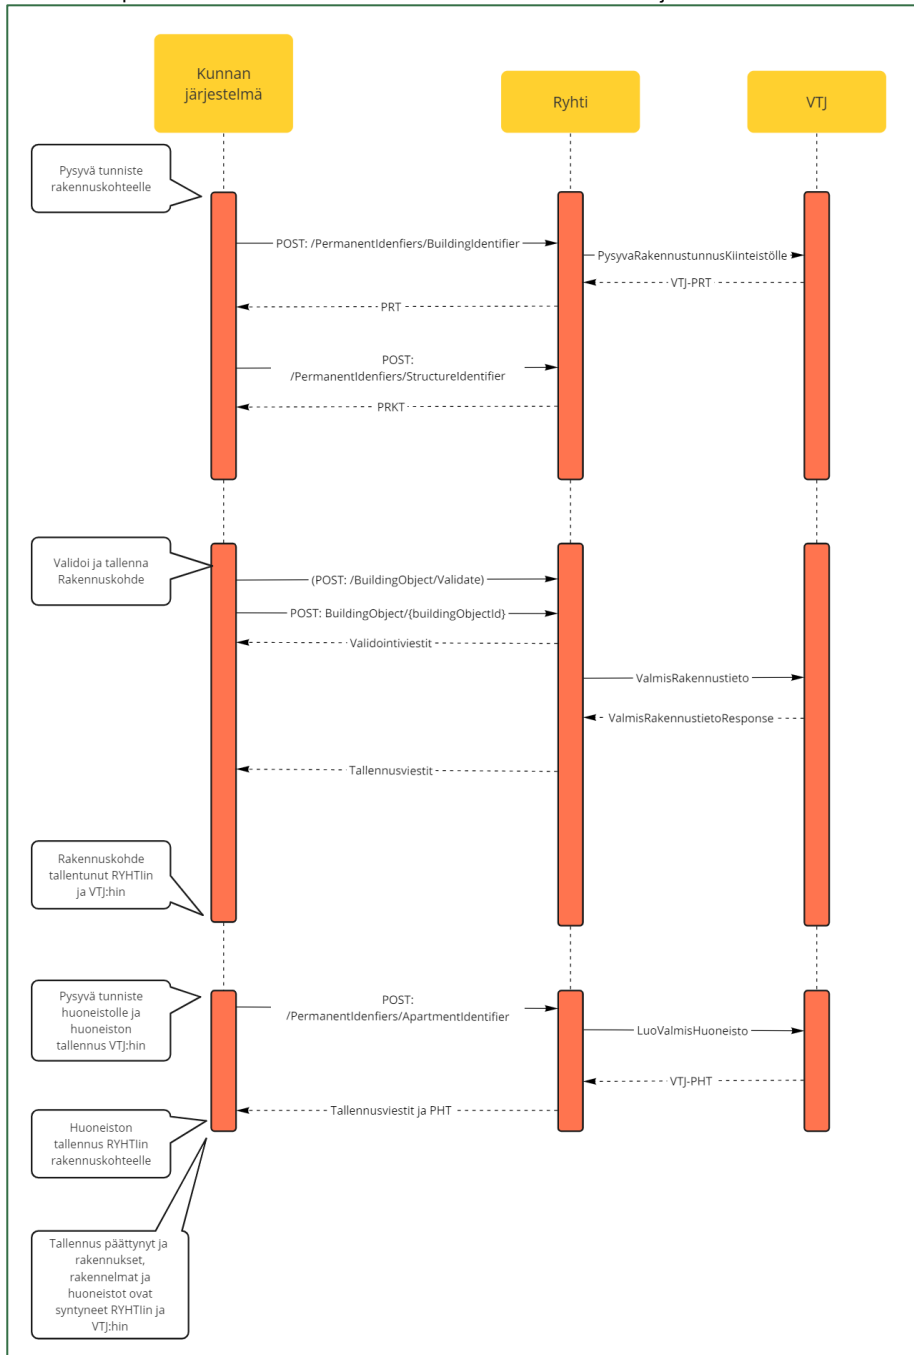 Kunnan
järjestelmä
Ryhti
VTJ
Pysyvä tunniste
rakennuskohteelle
POST: /PermanentIdenfiers/BuildingIdentifier
PysyvaRakennustunnusKiinteistölle
VTJ-PRT
PRT
POST:
/PermanentIdenfiers/StructureIdentifier
PRKT
Validoi ja tallenna
Rakennuskohde
(POST: /BuildingObject/Validate)
POST: BuildingObject/{buildingObjectId}
Validointiviestit
ValmisRakennustieto
ValmisRakennustietoResponse
Tallennusviestit
Rakennuskohde
tallentunut RYHTIin
ja VTJ:hin
Pysyvä tunniste
huoneistolle ja
huoneiston
tallennus VTJ:hin
POST:
/PermanentIdenfiers/ApartmentIdentifier
LuoValmisHuoneisto
VTJ-PHT
Tallennusviestit ja PHT
Huoneiston
tallennus RYHTIin
rakennuskohteelle
Tallennus päättynyt ja
rakennukset,
rakennelmat ja
huoneistot ovat
syntyneet RYHTIin ja
VTJ:hin